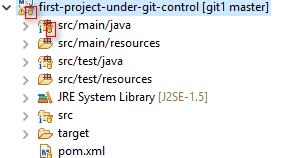 first-project-under-git-control [git1 master]
src/main/java
src/main/resources
src/test/java
src/test/resources
JRE System Library [J2SE-1.5]
src
target
pom.xml